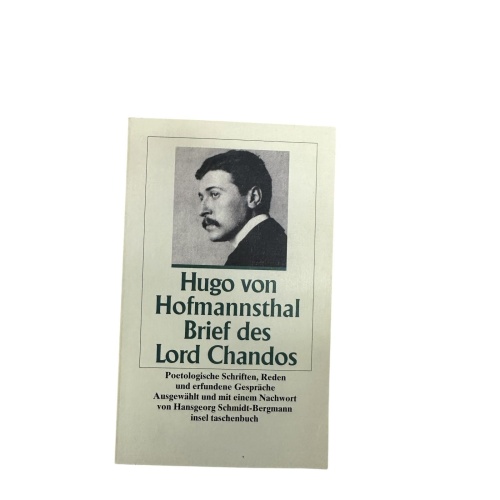 Hugo von
Hofmannsthal
Brief des
Lord Chandos
Poetologische Schriften, Reden
und erfundene Gespräche
Ausgewählt und mit einem Nachwort
von Hansgeorg Schmidt-Bergmann
insel taschenbuch